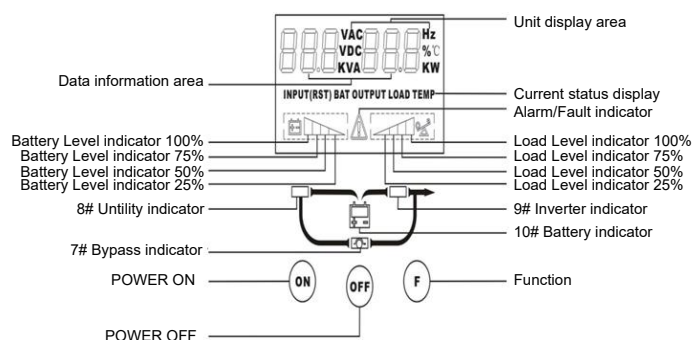 VAC Hz
VDC %℃
KVA KW
Unit display area
Data information area
INPUT(RST) BAT OUTPUT LOAD TEMP
Current status display
Alarm/Fault indicator
Battery Level indicator 100%
Battery Level indicator 75%
Battery Level indicator 50%
Battery Level indicator 25%
Load Level indicator 100%
Load Level indicator 75%
Load Level indicator 50%
Load Level indicator 25%
8# Untility indicator
9# Inverter indicator
10# Battery indicator
7# Bypass indicator
POWER ON
ON
OFF
F
Function
POWER OFF